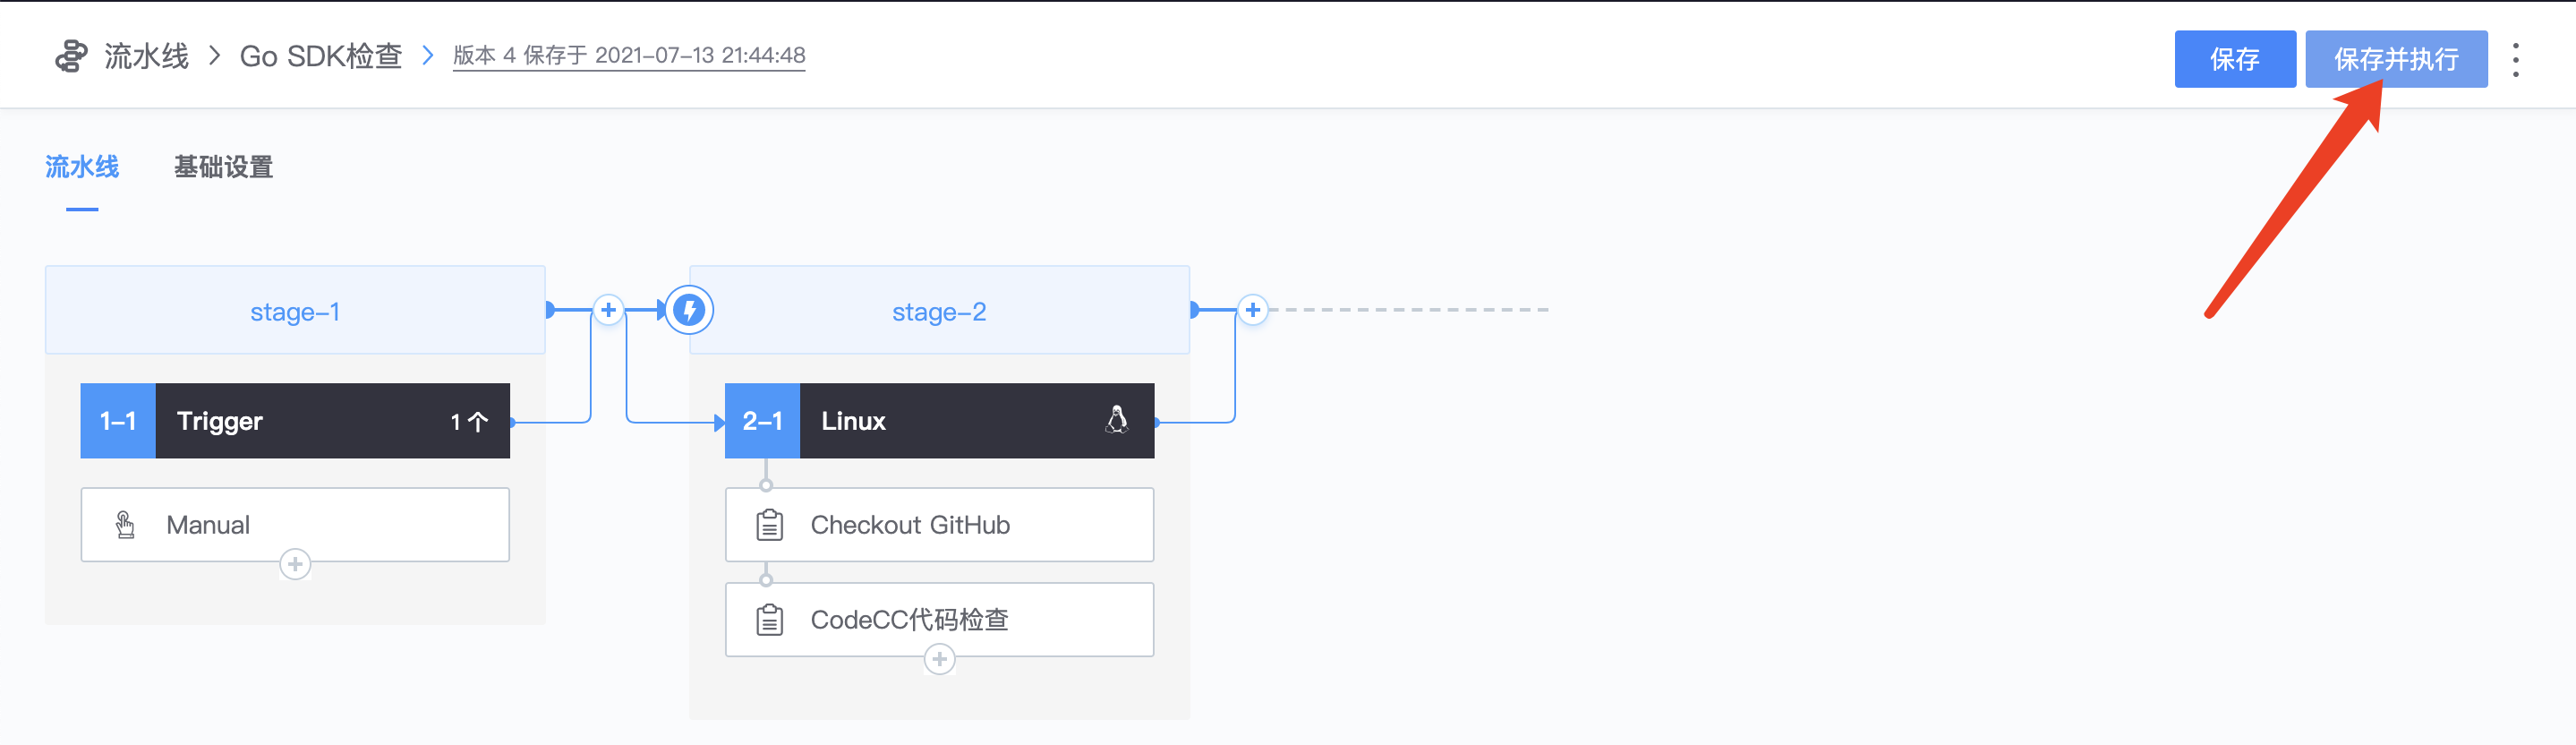 流水线 > Go SDK检查 > 版本 4 保存于 2021-07-13 21:44:48
保存
保存并执行
流水线
基础设置
stage-1
stage-2
1-1 Trigger 1 个
Manual
2-1 Linux
Checkout GitHub
CodeCC代码检查